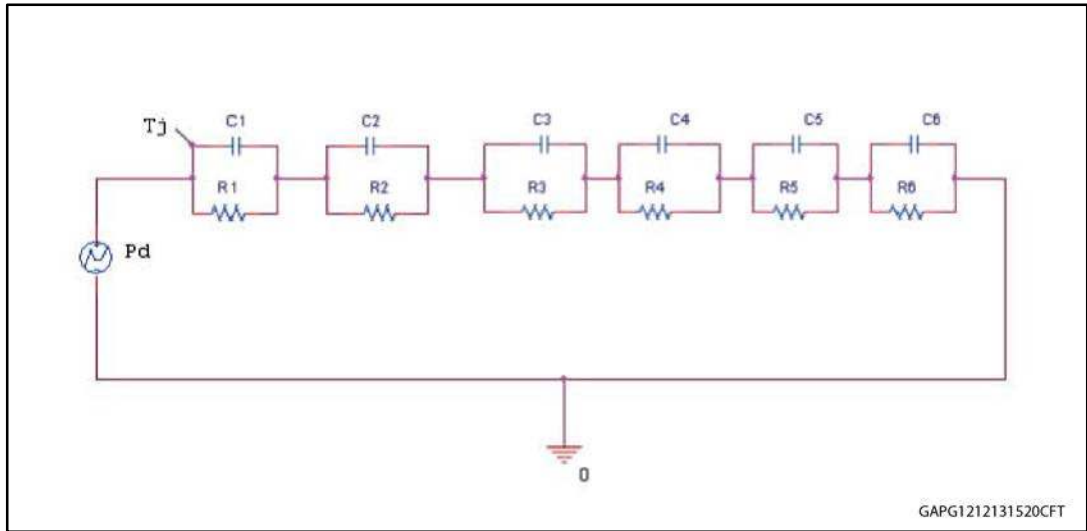 Tj
C1
C2
C3
C4
C5
C6
R1
R2
R3
R4
R5
R6
Pd
0
GAPG1212131520CFT